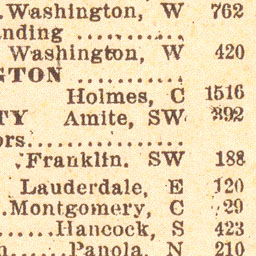 .Washington, W 762
nding ..........
Washington, W 420
GTON ..........
Holmes, C 1516
TY Amite, SW 392
ors................
Franklin. SW 188
Lauderdale, E 120
.Montgomery, C 29
......Hancock, S 423
n......Panola, N 210